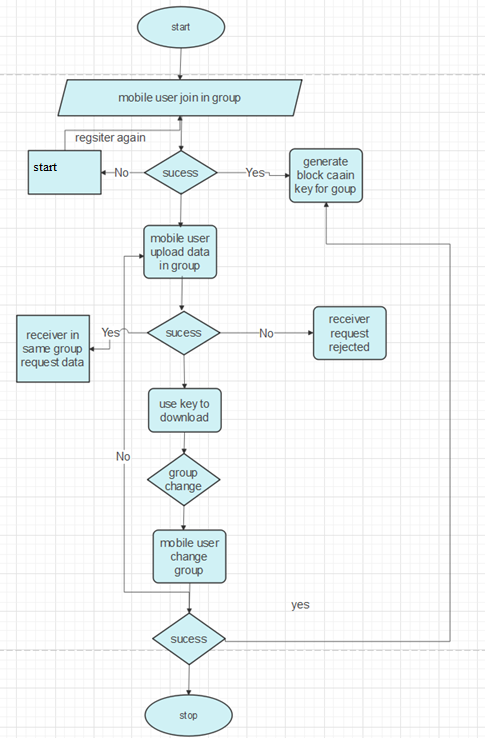 start
mobile user join in group
regsiter again
start
No
sucess
Yes
generate
block caain
key for goup
mobile user
upload data
in group
receiver in
same group
request data
Yes
sucess
No
receiver
request
rejected
use key to
download
No
group
change
mobile user
change
group
yes
sucess
stop